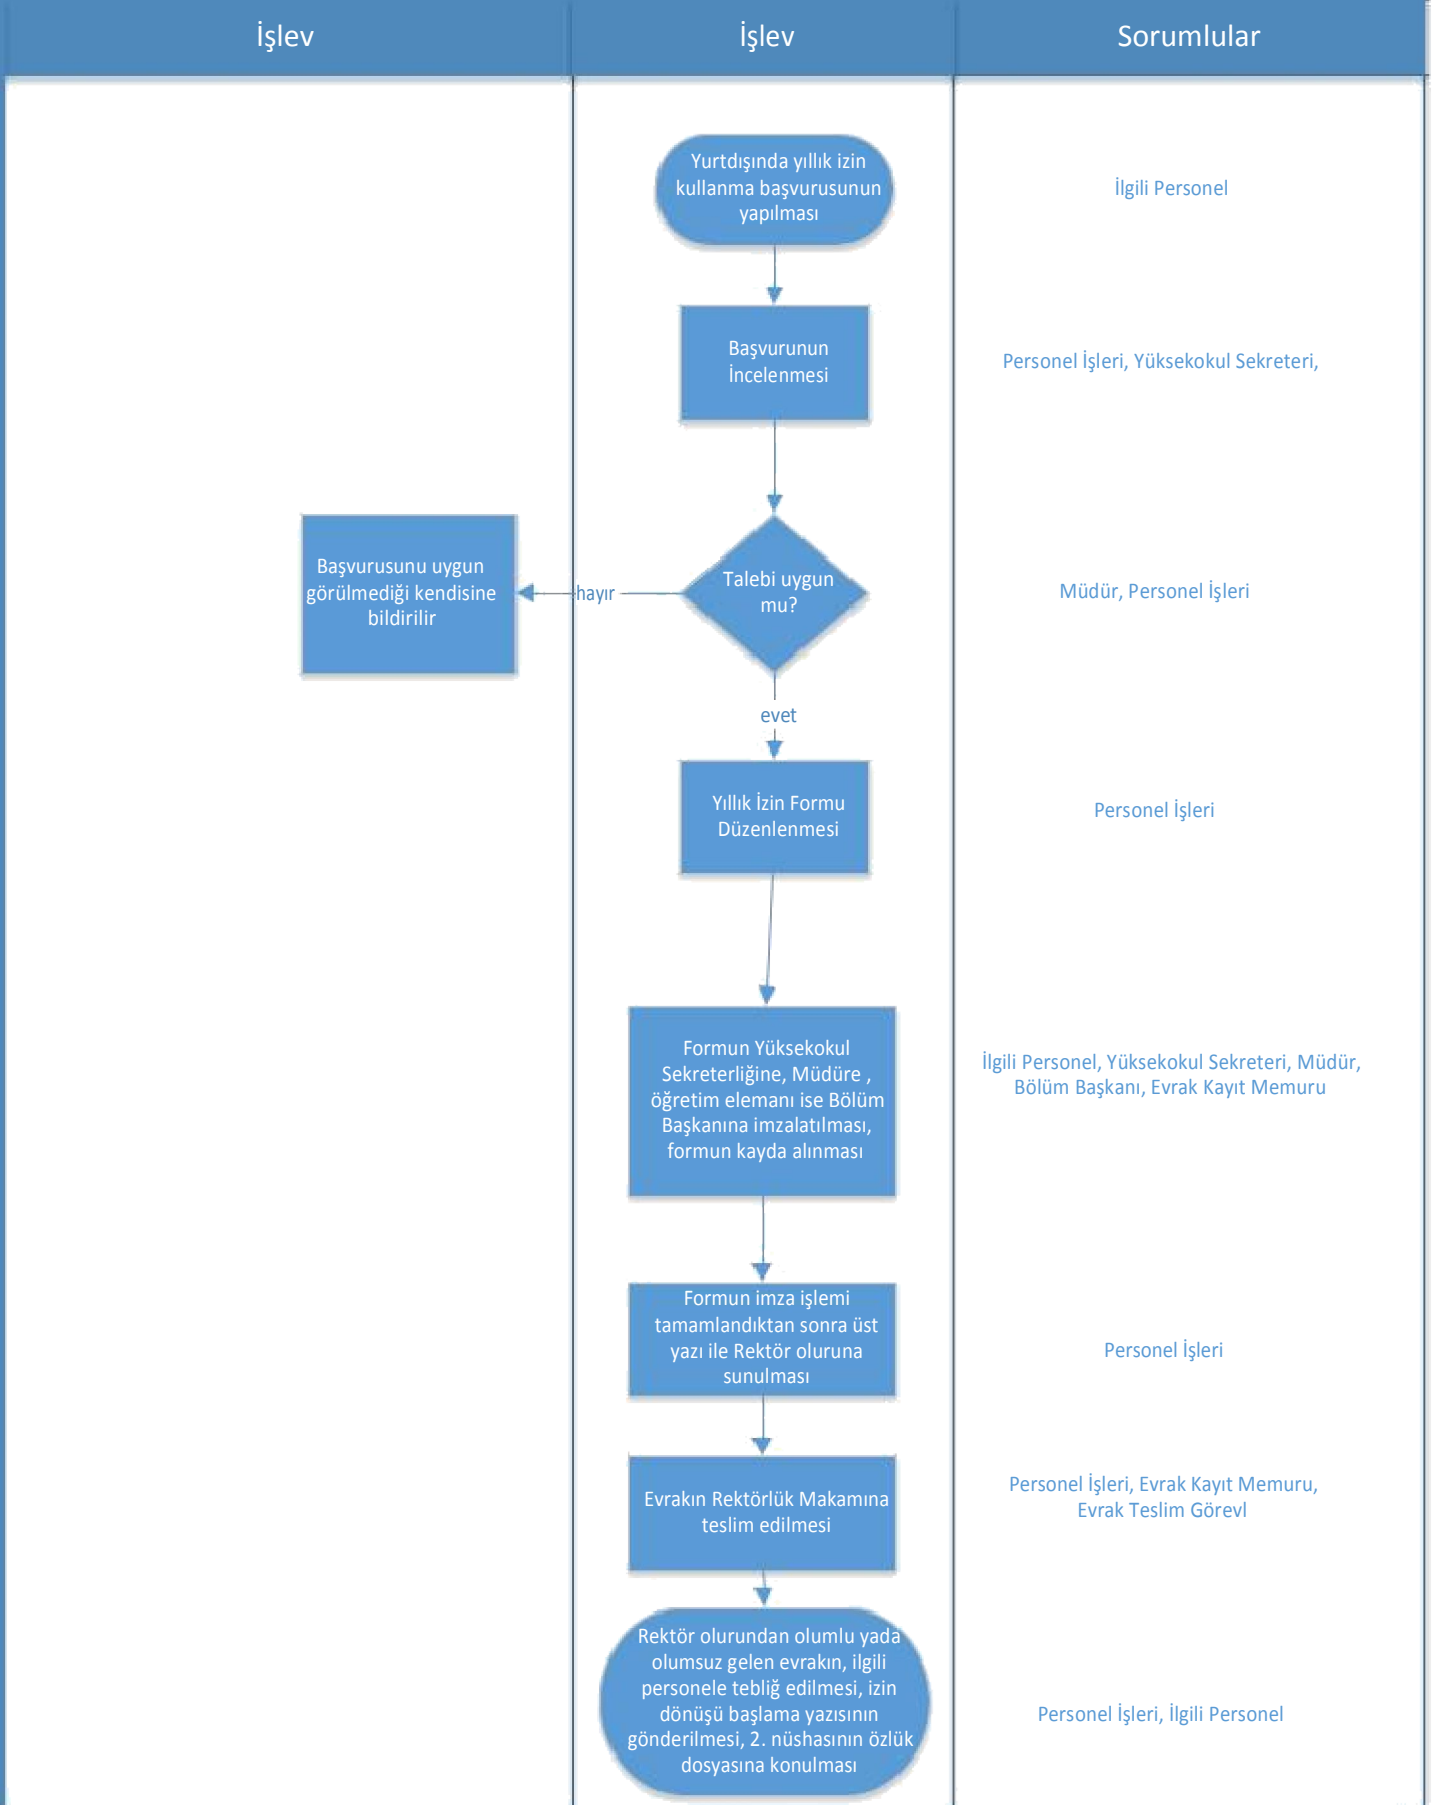 İşlev
İşlev
Sorumlular
Yurtdışında yıllık izin
kullanma başvurusunun
yapılması
İlgili Personel
Başvurunun
İncelenmesi
Personel İşleri, Yüksekokul Sekreteri,
Başvurusunu uygun
görülmediği kendisine
bildirilir
hayır
Talebi uygun
mu?
Müdür, Personel İşleri
evet
Yıllık İzin Formu
Düzenlenmesi
Personel İşleri
Formun Yüksekokul
Sekreterliğine, Müdüre ,
öğretim elemanı ise Bölüm
Başkanına imzalatılması,
formun kayda alınması
İlgili Personel, Yüksekokul Sekreteri, Müdür,
Bölüm Başkanı, Evrak Kayıt Memuru
Formun imza işlemi
tamamlandıktan sonra üst
yazı ile Rektör oluruna
sunulması
Personel İşleri
Evrakın Rektörlük Makamına
teslim edilmesi
Personel İşleri, Evrak Kayıt Memuru,
Evrak Teslim Görevl
Rektör olurundan olumlu yada
olumsuz gelen evrakın, ilgili
personele tebliğ edilmesi, izin
dönüşü başlama yazısının
gönderilmesi, 2. nüshasının özlük
dosyasına konulması
Personel İşleri, İlgili Personel